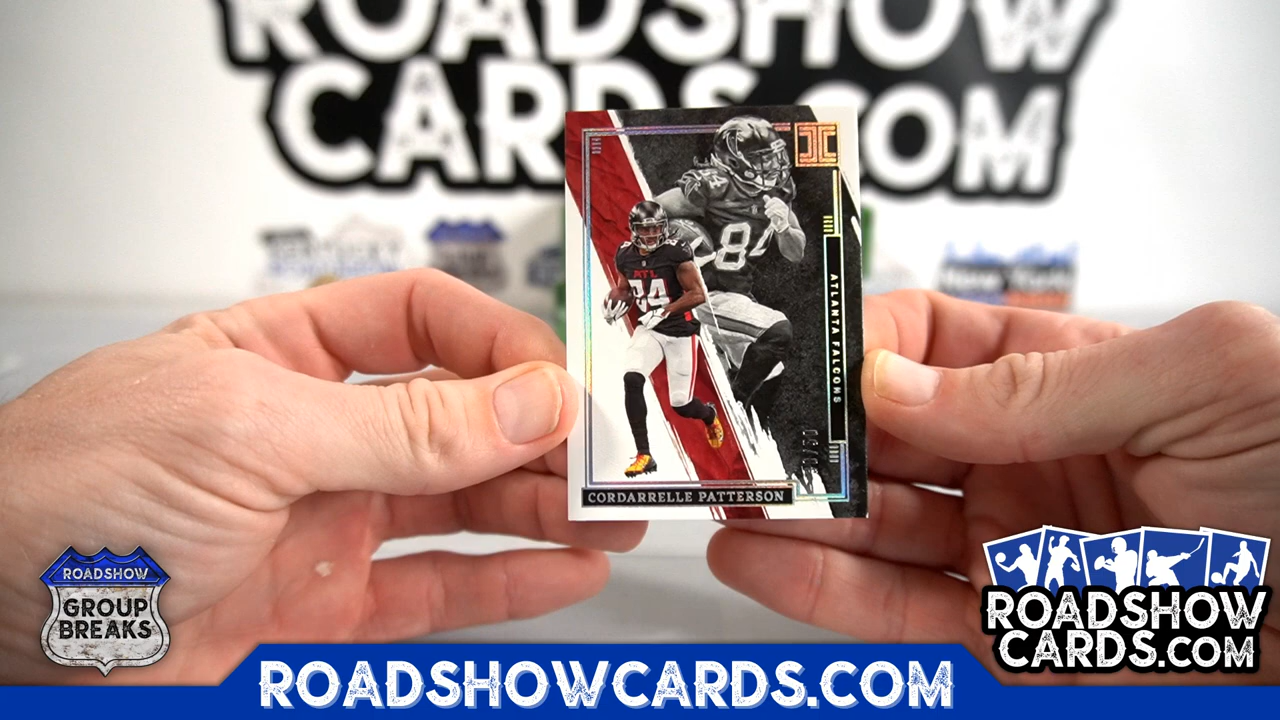 ROADSHOW
CARDS.COM
84
ATL
84
ATLANTA FALCONS
CORDARRELLE PATTERSON
ROADSHOW
GROUP
BREAKS
ROADSHOW
CARDS.COM
ROADSHOWCARDS.COM